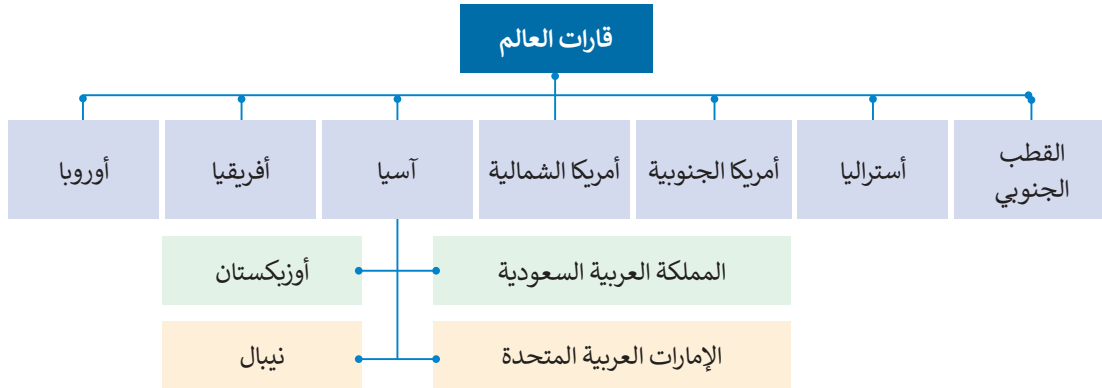 قارات العالم
القطب
الجنوبي
أستراليا
أمريكا الجنوبية
أمريكا الشمالية
آسيا
أفريقيا
أوروبا
المملكة العربية السعودية
أوزبكستان
الإمارات العربية المتحدة
نيبال